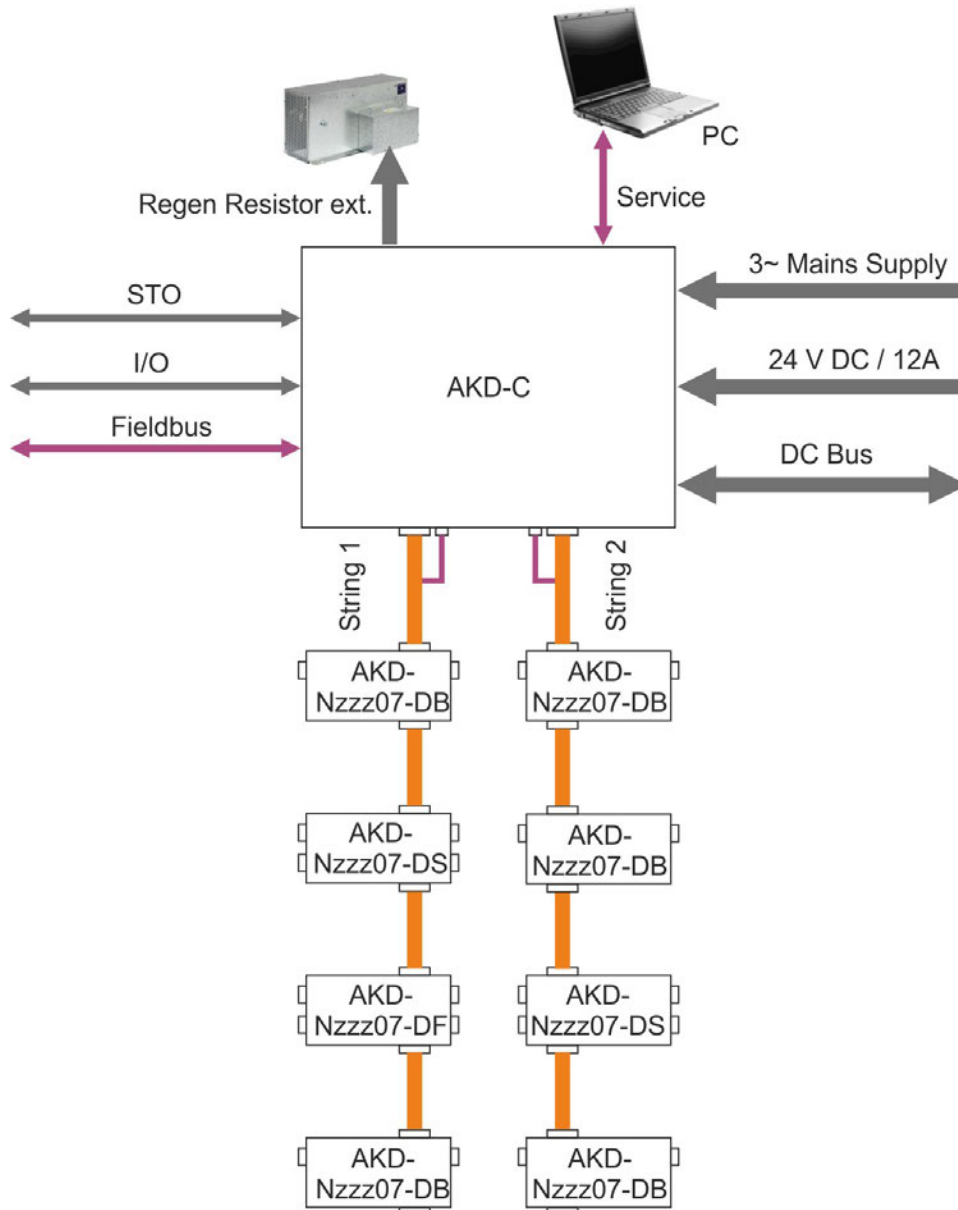 PC
Regen Resistor ext.
Service
3~ Mains Supply
STO
I/O
24 V DC / 12A
AKD-C
Fieldbus
DC Bus
String 1
String 2
AKD-
Nzzz07-DB
AKD-
Nzzz07-DB
AKD-
Nzzz07-DS
AKD-
Nzzz07-DB
AKD-
Nzzz07-DF
AKD-
Nzzz07-DS
AKD-
Nzzz07-DB
AKD-
Nzzz07-DB